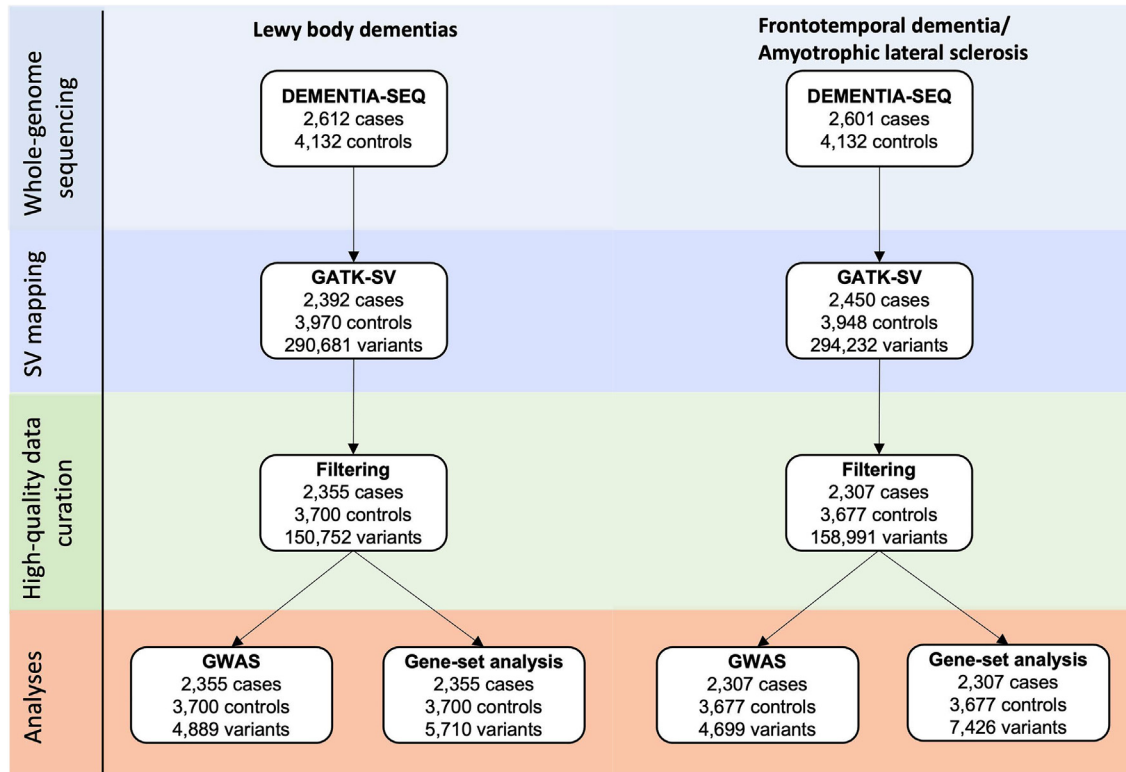 Lewy body dementias
Frontotemporal dementia/
Amyotrophic lateral sclerosis
Whole-genome
sequencing
DEMENTIA-SEQ
2,612 cases
4,132 controls
DEMENTIA-SEQ
2,601 cases
4,132 controls
SV mapping
GATK-SV
2,392 cases
3,970 controls
290,681 variants
GATK-SV
2,450 cases
3,948 controls
294,232 variants
High-quality data
curation
Filtering
2,355 cases
3,700 controls
150,752 variants
Filtering
2,307 cases
3,677 controls
158,991 variants
Analyses
GWAS
2,355 cases
3,700 controls
4,889 variants
Gene-set analysis
2,355 cases
3,700 controls
5,710 variants
GWAS
2,307 cases
3,677 controls
4,699 variants
Gene-set analysis
2,307 cases
3,677 controls
7,426 variants